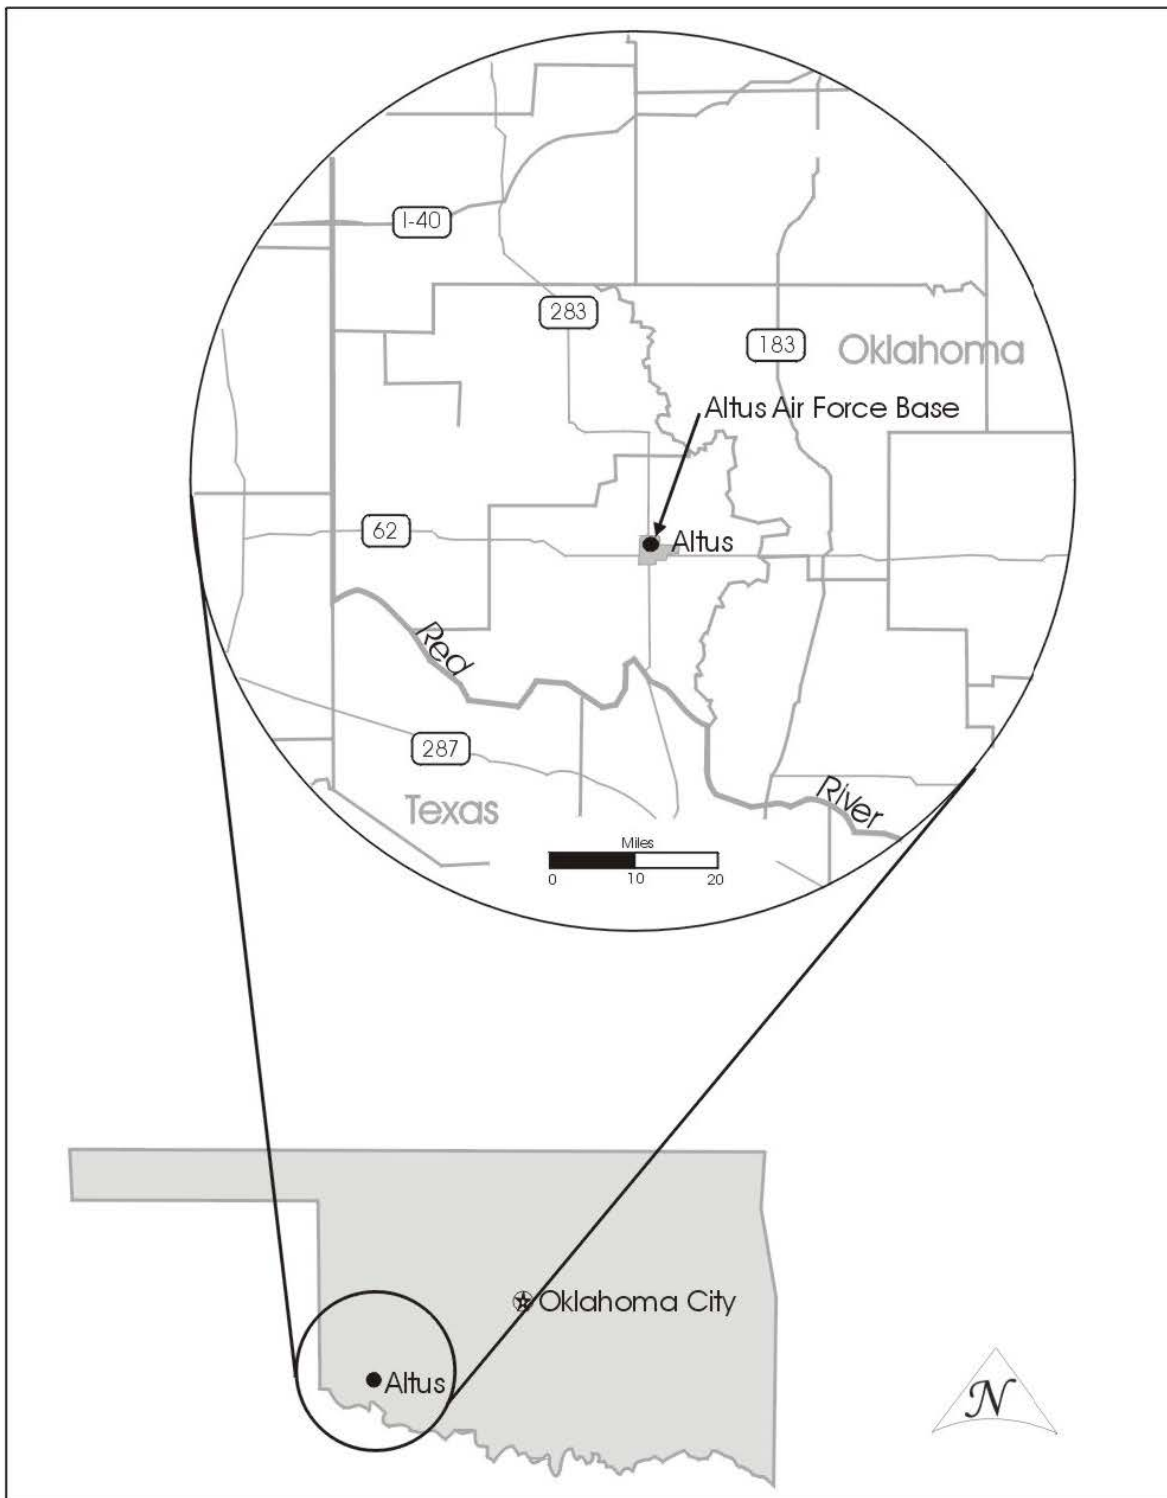 I-40
283
183
Oklahoma
Altus Air Force Base
62
Altus
Red
287
River
Texas
Miles
0 10 20
Oklahoma City
Altus
N